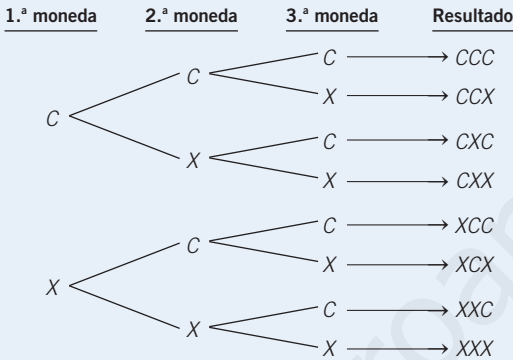 1.ª moneda 2.ª moneda 3.ª moneda Resultado
C → CCC
C
X → CCX
C
C → CXC
X
X → CXX
C → XCC
C
X → XCX
X
C → XXC
X
X → XXX